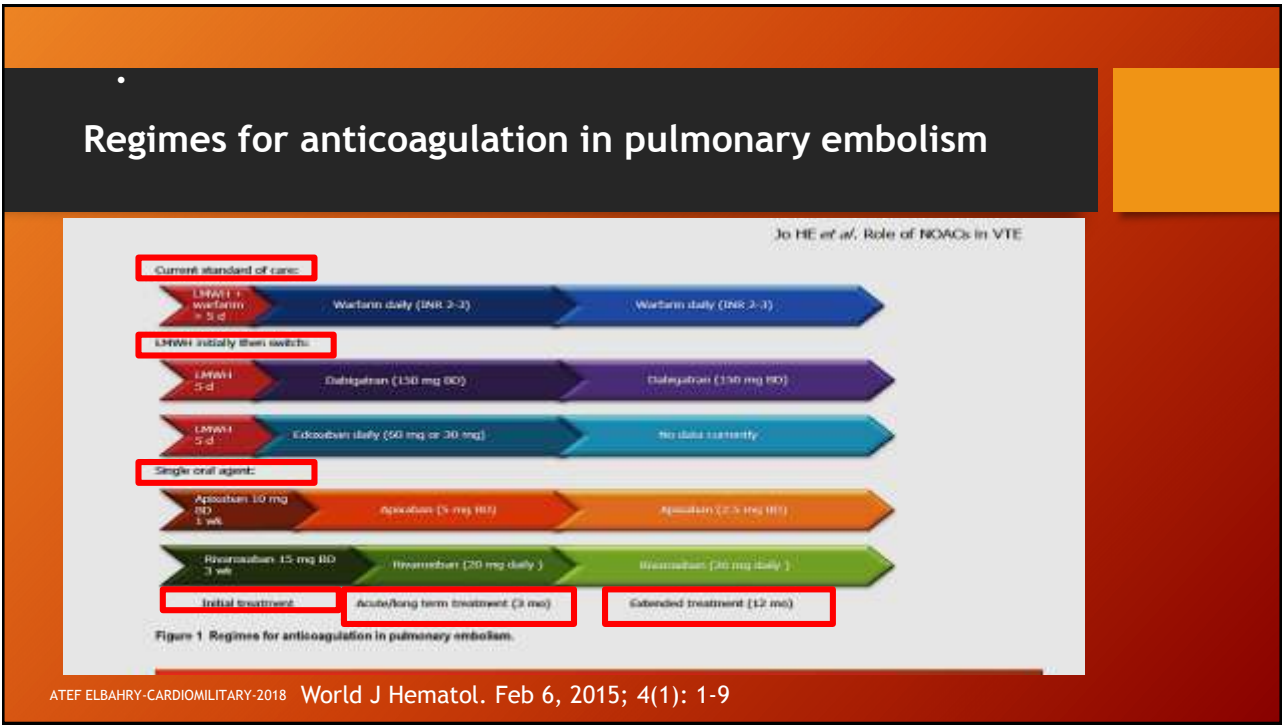 Regimes for anticoagulation in pulmonary embolism
Jo HE et al. Role of NOACs in VTE
Current standard of care:
LMWH +
warfarin
> 5 d
Warfarin daily (INR 2-3)
Warfarin daily (INR 2-3)
LMWH initially then switch:
LMWH
5 d
Dabigatran (150 mg BD)
Dabigatran (150 mg BD)
LMWH
5 d
Edoxaban daily (60 mg or 30 mg)
No data currently
Single oral agent:
Apixaban 10 mg
BD
1 wk
Apixaban (5 mg BD)
Apixaban (2.5 mg BD)
Rivaroxaban 15 mg BD
3 wk
Rivaroxaban (20 mg daily )
Rivaroxaban (20 mg daily )
Initial treatment
Acute/long term treatment (3 mo)
Extended treatment (12 mo)
Figure 1 Regimes for anticoagulation in pulmonary embolism.
ATEF ELBAHRY-CARDIOMILITARY-2018 World J Hematol. Feb 6, 2015; 4(1): 1-9